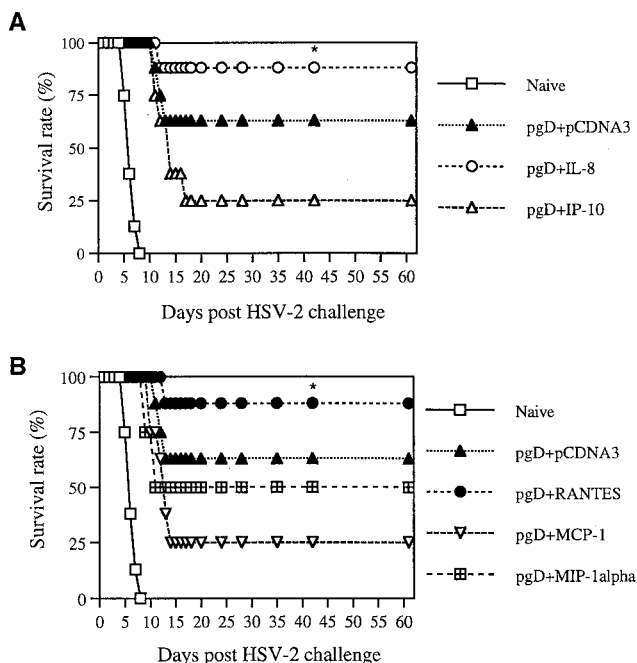 A
Survival rate (%)
100
75
50
25
0
*
0 5 10 15 20 25 30 35 40 45 50 55 60
Days post HSV-2 challenge
Naive
pgD+pCDNA3
pgD+IL-8
pgD+IP-10
B
Survival rate (%)
100
75
50
25
0
*
0 5 10 15 20 24 30 35 40 45 50 55 60
Days post HSV-2 challenge
Naive
pgD+pCDNA3
pgD+RANTES
pgD+MCP-1
pgD+MIP-1alpha